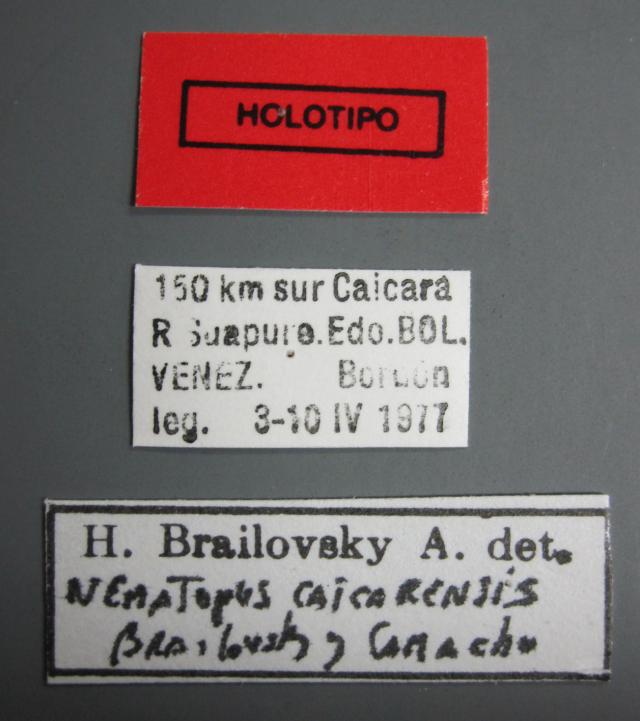 HOLOTIPO
150 km sur Caicara
R Suapure.Edo.BOL.
VENEZ. Bordón
leg. 3-10 IV 1977
H. Brailovsky A. det.
NEMATOPUS CAICARENSIS
BRAILOVSKY y Camacho